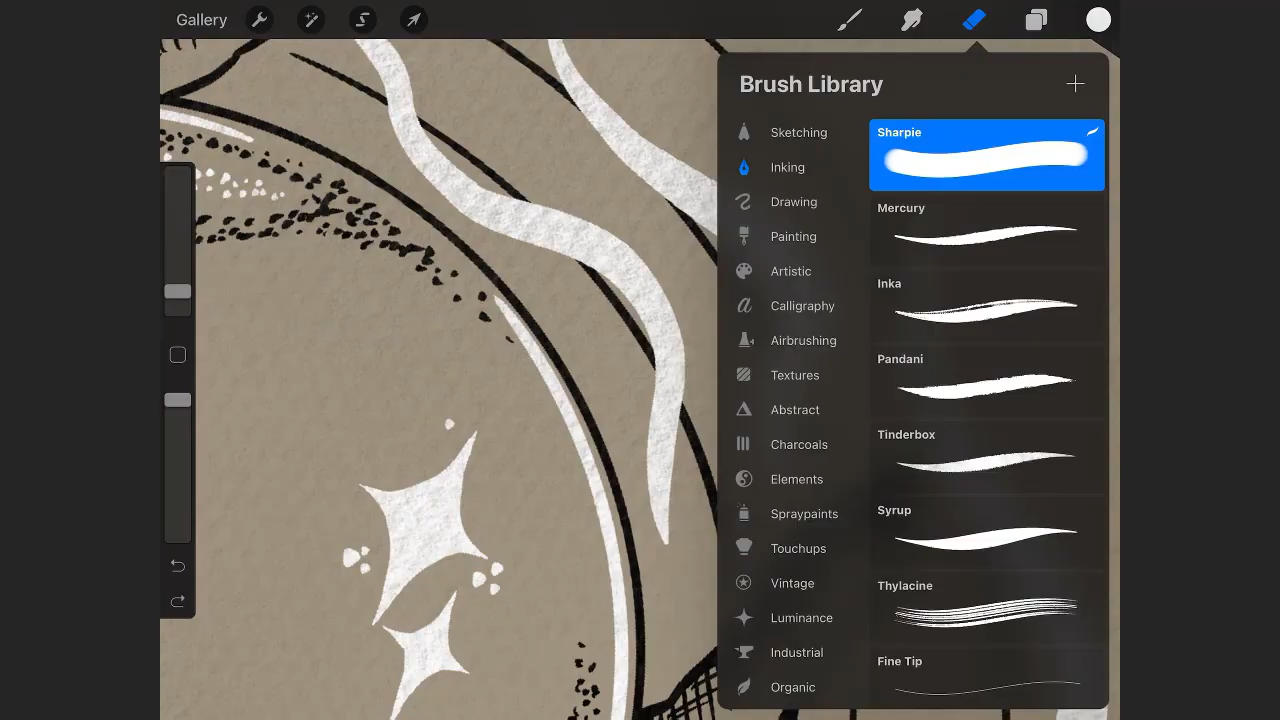 Gallery
Brush Library
Sketching
Inking
Drawing
Painting
Artistic
Calligraphy
Airbrushing
Textures
Abstract
Charcoals
Elements
Spraypaints
Touchups
Vintage
Luminance
Industrial
Organic
Sharpie
Mercury
Inka
Pandani
Tinderbox
Syrup
Thylacine
Fine Tip